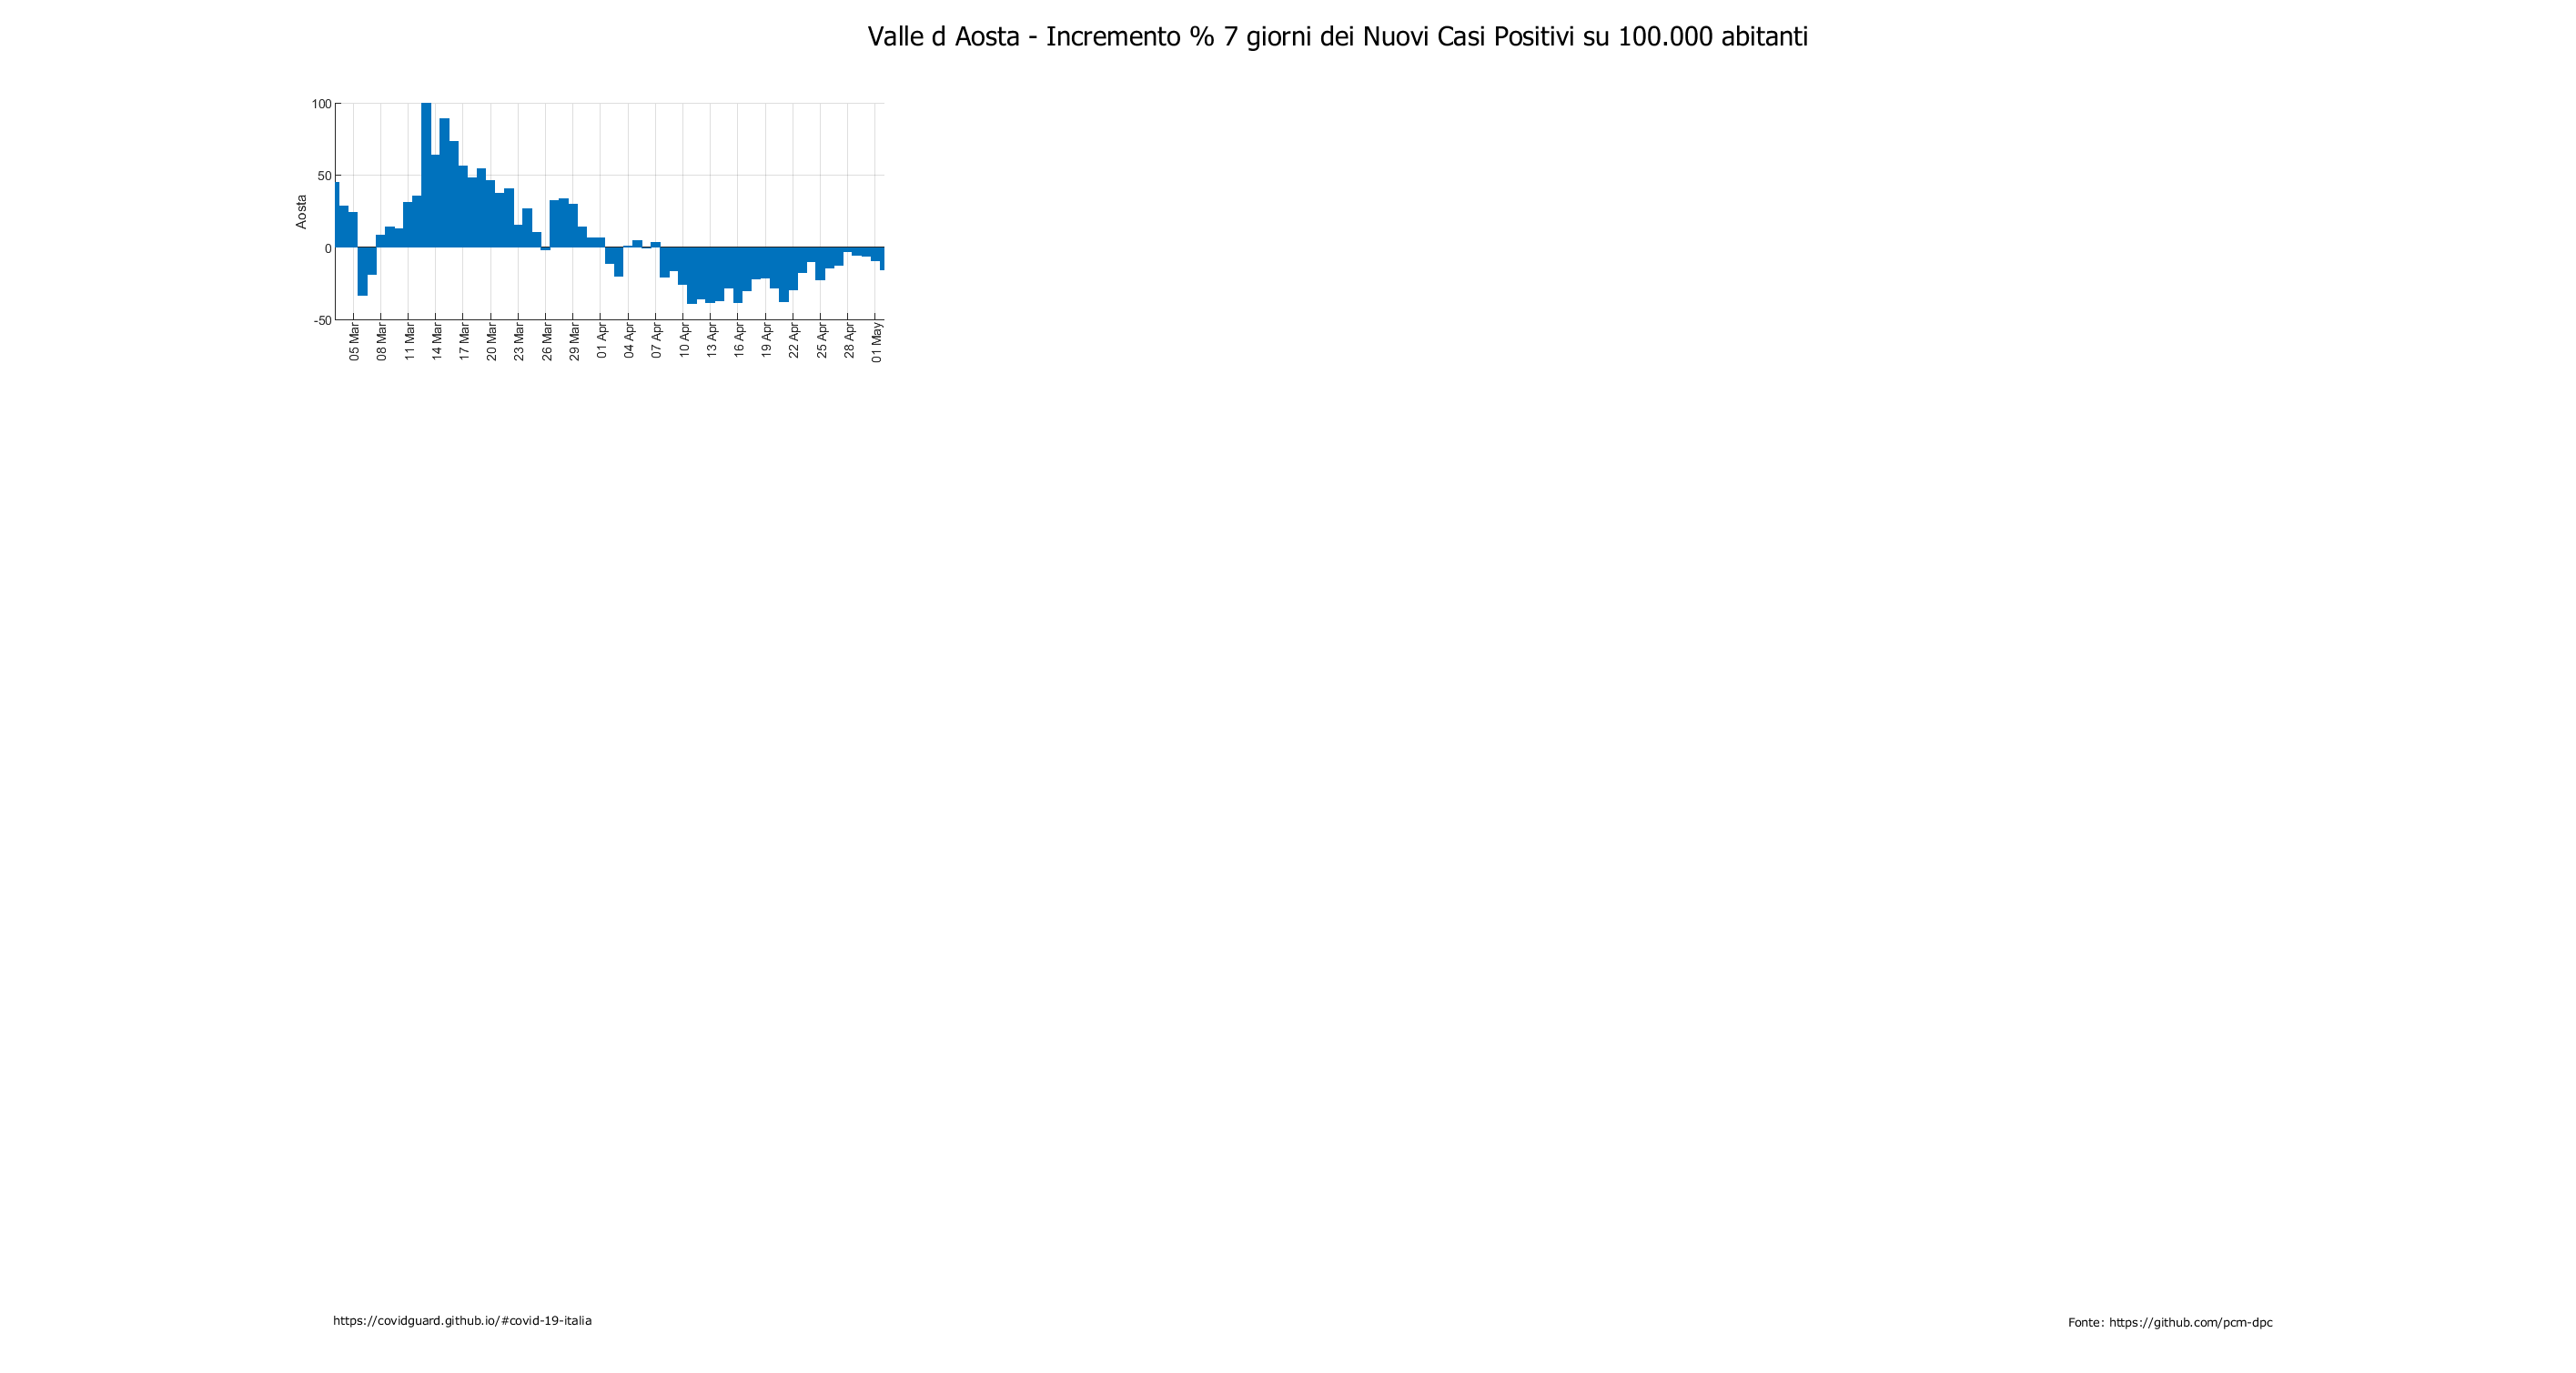 Valle d Aosta - Incremento % 7 giorni dei Nuovi Casi Positivi su 100.000 abitanti
100
50
0
-50
Aosta
05 Mar
08 Mar
11 Mar
14 Mar
17 Mar
20 Mar
23 Mar
26 Mar
29 Mar
01 Apr
04 Apr
07 Apr
10 Apr
13 Apr
16 Apr
19 Apr
22 Apr
25 Apr
28 Apr
01 May
https://covidguard.github.io/#covid-19-italia
Fonte: https://github.com/pcm-dpc